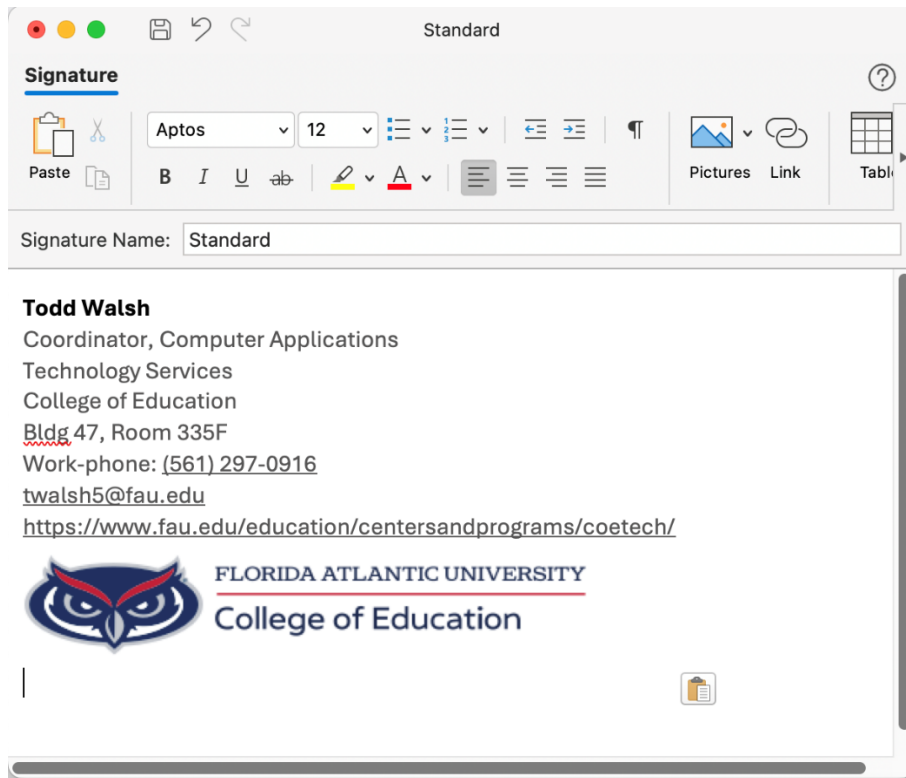 Standard
Signature
Aptos
12
Paste
B I U ab A
Pictures Link
Tabl
Signature Name: Standard
Todd Walsh
Coordinator, Computer Applications
Technology Services
College of Education
Bldg 47, Room 335F
Work-phone: (561) 297-0916
twalsh5@fau.edu
https://www.fau.edu/education/centersandprograms/coetech/
FLORIDA ATLANTIC UNIVERSITY
College of Education